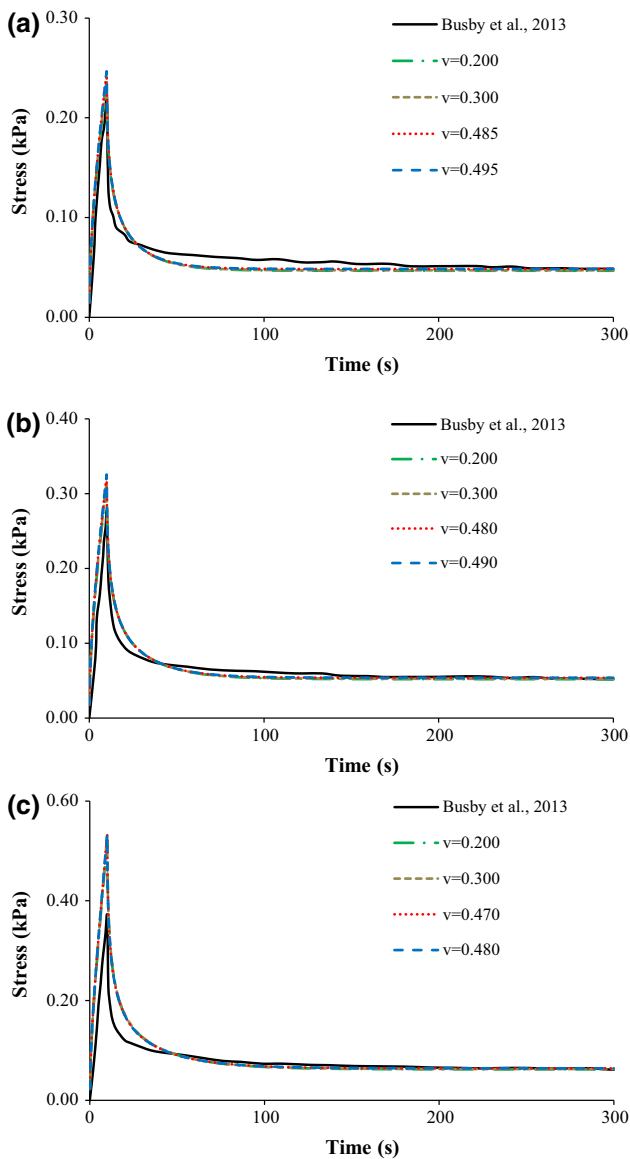 (a)
0.30
0.20
0.10
0.00
Stress (kPa)
0
100
200
300
Time (s)
Busby et al., 2013
v=0.200
v=0.300
v=0.485
v=0.495
(b)
0.40
0.30
0.20
0.10
0.00
Stress (kPa)
0
100
200
300
Time (s)
Busby et al., 2013
v=0.200
v=0.300
v=0.480
v=0.490
(c)
0.60
0.40
0.20
0.00
Stress (kPa)
0
100
200
300
Time (s)
Busby et al., 2013
v=0.200
v=0.300
v=0.470
v=0.480